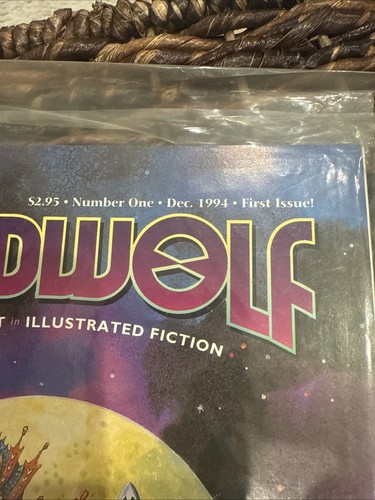 $2.95 • Number One • Dec. 1994 • First Issue!
DWOLF
T in ILLUSTRATED FICTION